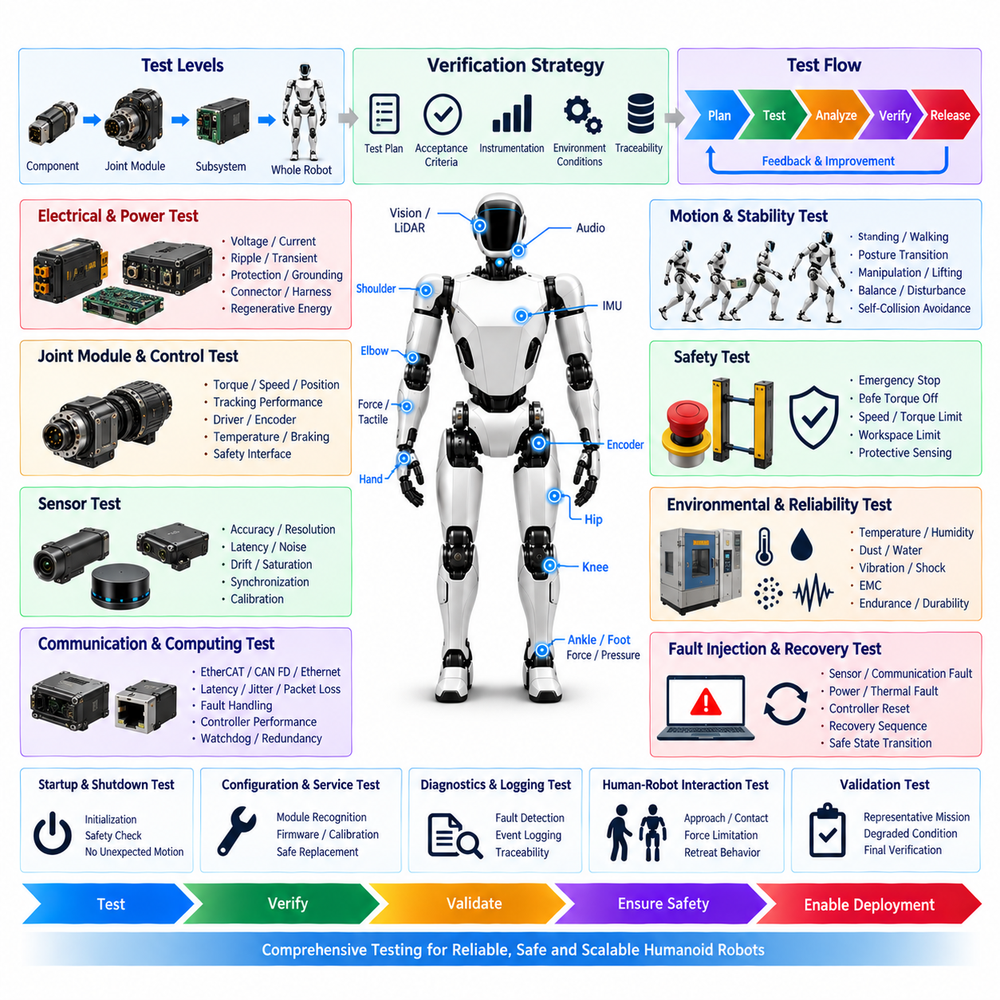 Test Levels
Component
Joint Module
Subsystem
Whole Robot
Verification Strategy
Test Plan
Acceptance
Criteria
Instrumentation
Environment
Conditions
Traceability
Test Flow
Plan
Test
Analyze
Verify
Release
Feedback & Improvement
Electrical & Power Test
• Voltage / Current
• Ripple / Transient
• Protection / Grounding
• Connector / Harness
• Regenerative Energy
Joint Module & Control Test
• Torque / Speed / Position
• Tracking Performance
• Driver / Encoder
• Temperature / Braking
• Safety Interface
Sensor Test
• Accuracy / Resolution
• Latency / Noise
• Drift / Saturation
• Synchronization
• Calibration
Communication & Computing Test
• EtherCAT / CAN FD / Ethernet
• Latency / Jitter / Packet Loss
• Fault Handling
• Controller Performance
• Watchdog / Redundancy
Vision /
LiDAR
Audio
Shoulder
IMU
Elbow
Force /
Tactile
Encoder
Hand
Hip
Knee
Ankle / Foot
Force / Pressure
Motion & Stability Test
• Standing / Walking
• Posture Transition
• Manipulation / Lifting
• Balance / Disturbance
• Self-Collision Avoidance
Safety Test
• Emergency Stop
• Pefe Torque Off
• Speed / Torque Limit
• Workspace Limit
• Protective Sensing
Environmental & Reliability Test
• Temperature / Humidity
• Dust / Water
• Vibration / Shock
• EMC
• Endurance / Durability
Fault Injection & Recovery Test
• Sensor / Communication Fault
• Power / Thermal Fault
• Controller Reset
• Recovery Sequence
• Safe State Transition
Startup & Shutdown Test
Initialization
Safety Check
No Unexpected Motion
Configuration & Service Test
Module Recognition
Firmware / Calibration
Safe Replacement
Diagnostics & Logging Test
Fault Detection
Event Logging
Traceability
Human-Robot Interaction Test
Approach / Contact
Force Limitation
Retreat Behavior
Validation Test
Representative Mission
Degraded Condition
Final Verification
Test
Verify
Validate
Ensure Safety
Enable Deployment
Comprehensive Testing for Reliable, Safe and Scalable Humanoid Robots